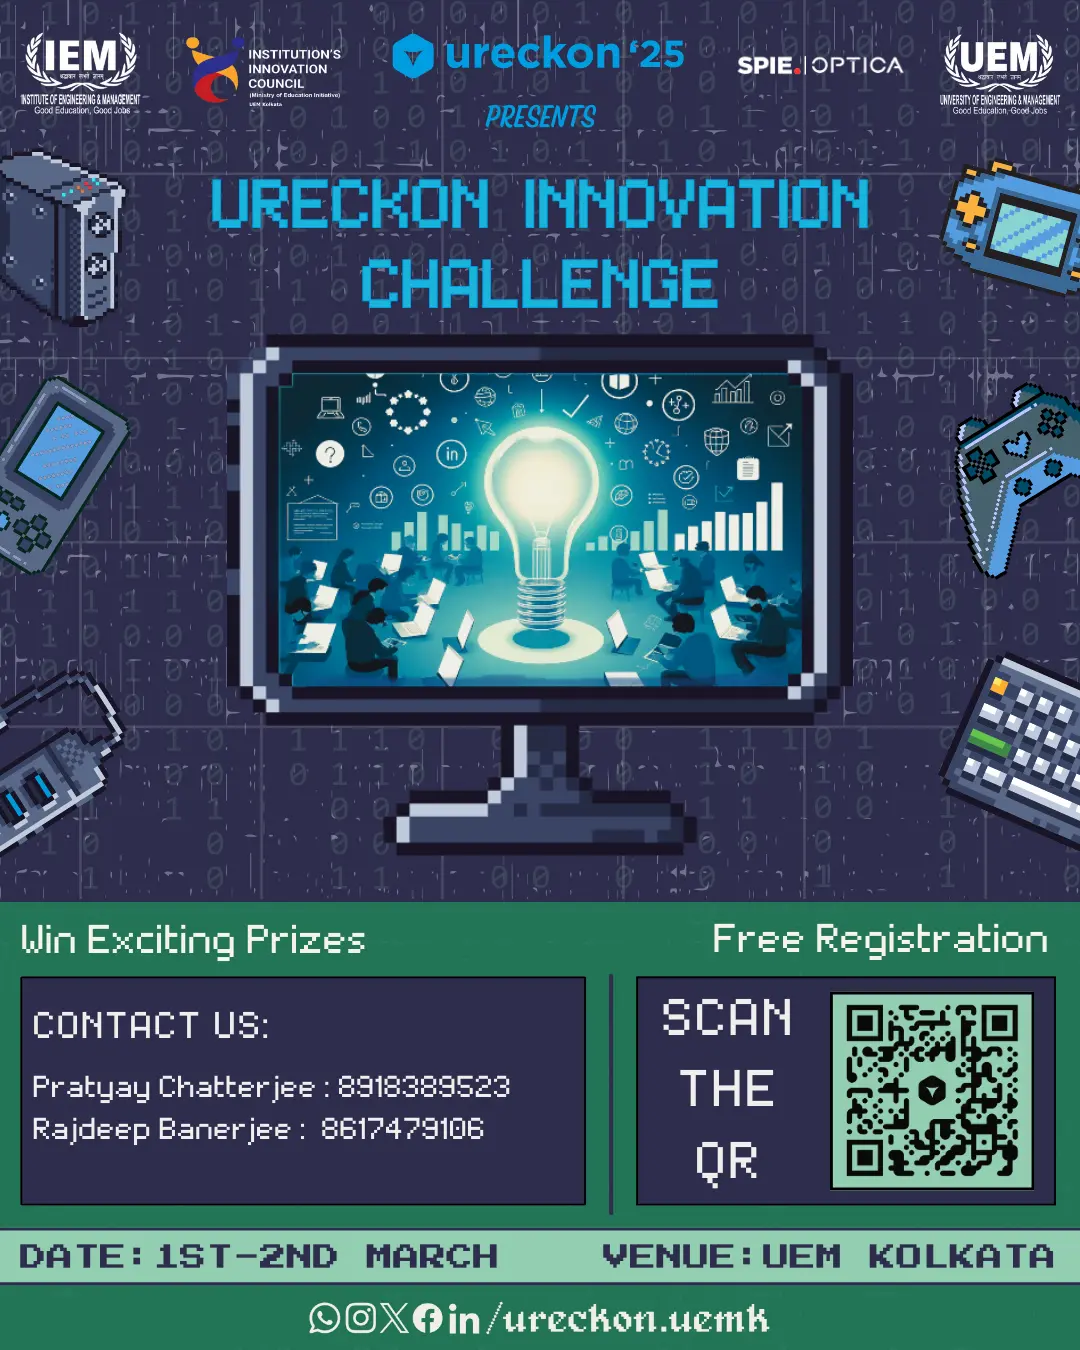 IEM
INSTITUTE OF ENGINEERING & MANAGEMENT
Good Education, Good Jobs
INSTITUTION'S
INNOVATION
COUNCIL
(Ministry of Education Initiative)
UEM Kolkata
ureckon '25
PRESENTS
SPIE. OPTICA
UEM
UNIVERSITY OF ENGINEERING & MANAGEMENT
Good Education, Good Jobs
URECKON INNOVATION
CHALLENGE
Win Exciting Prizes
Free Registration
CONTACT US:
Pratyay Chatterjee : 8918389523
Rajdeep Banerjee : 8617479106
SCAN
THE
QR
DATE:1ST-2ND MARCH
VENUE:UEM KOLKATA
/ureckon.uemk